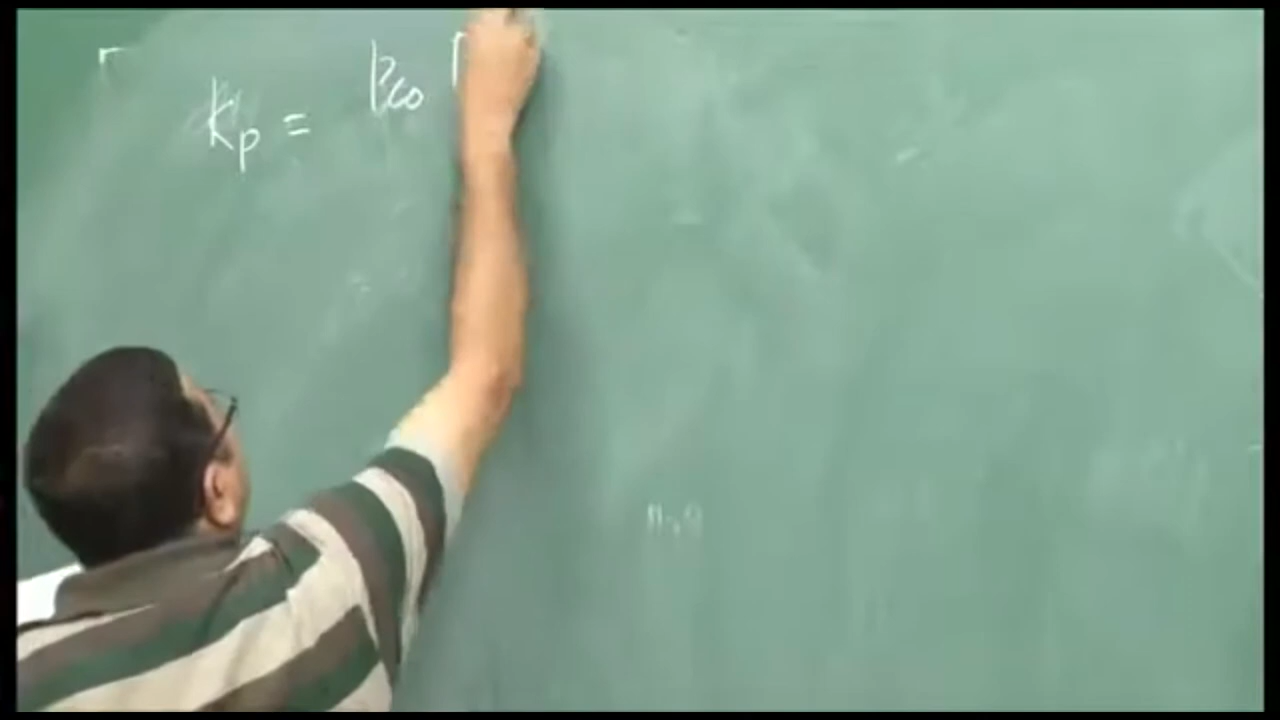 Kp = Pco